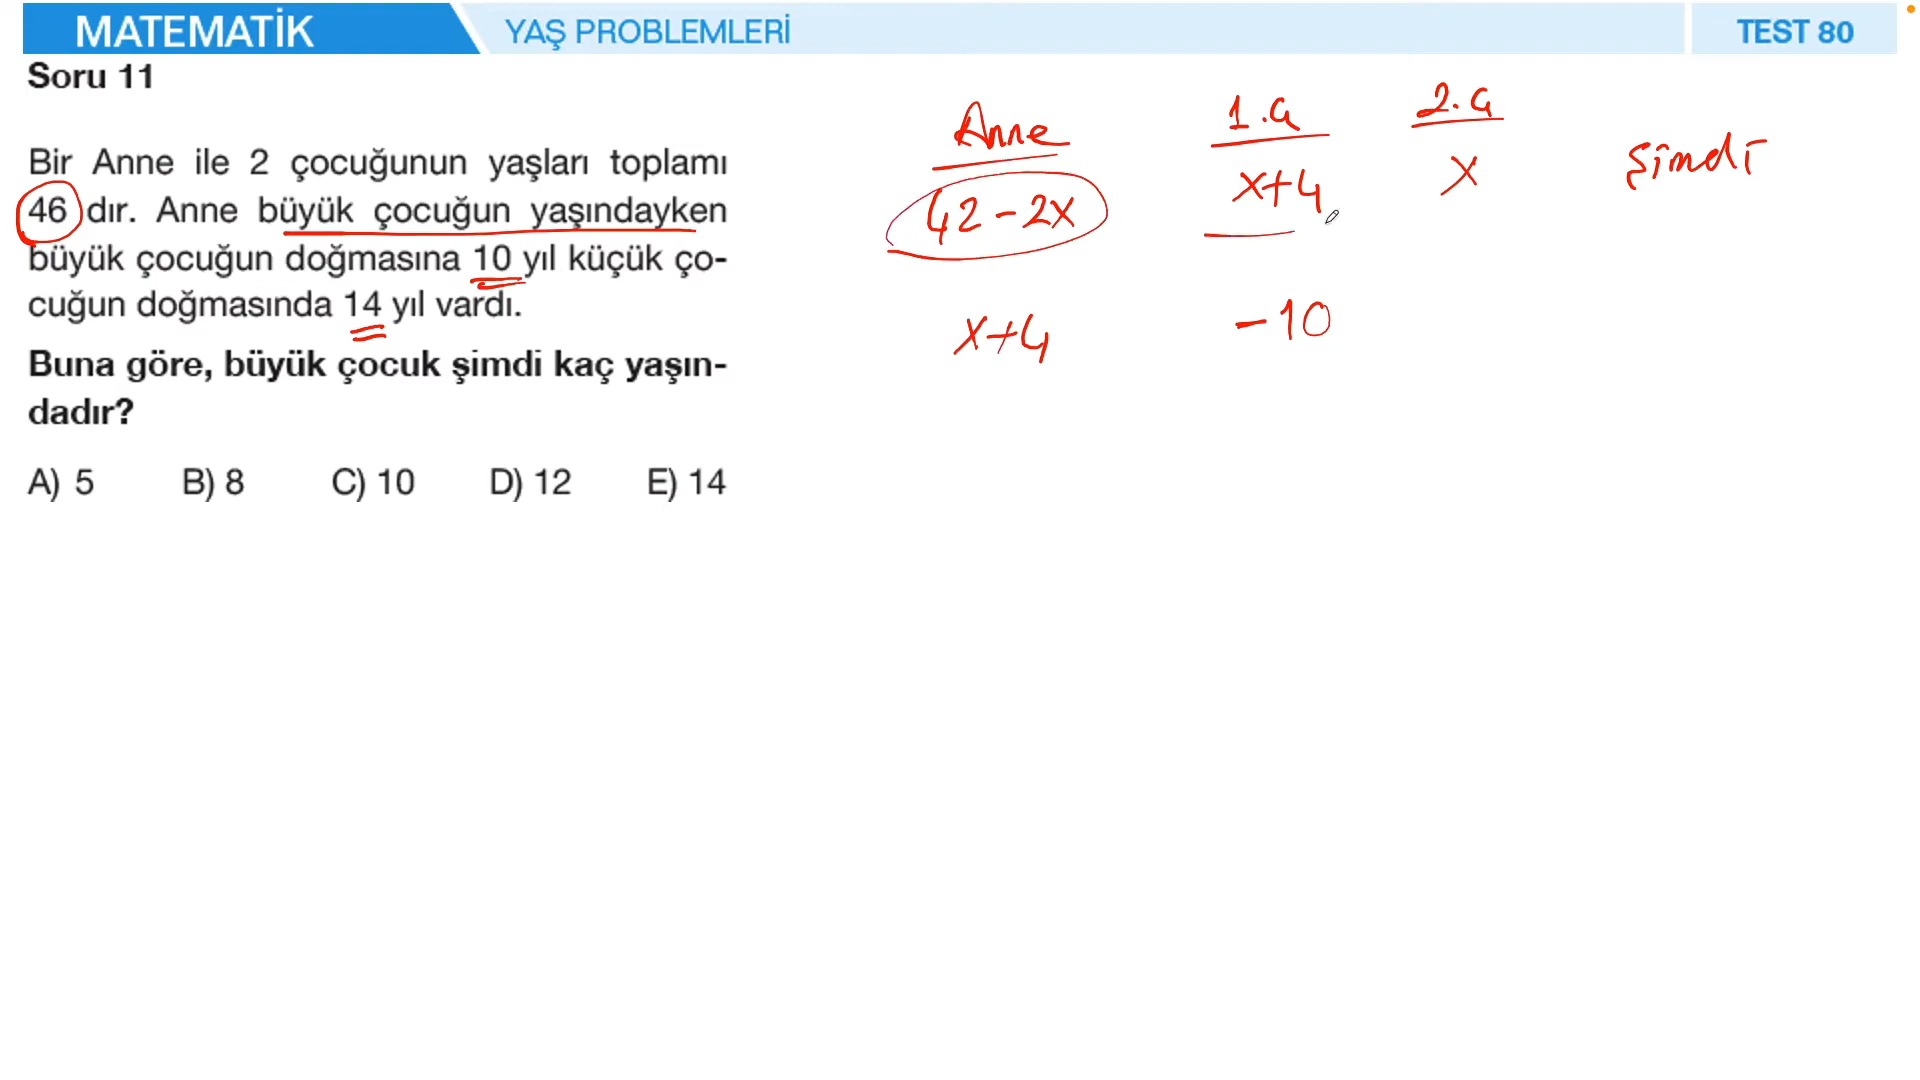 MATEMATİK
YAŞ PROBLEMLERİ
TEST 80
Soru 11
Bir Anne ile 2 çocuğunun yaşları toplamı
46 dır. Anne büyük çocuğun yaşındayken
büyük çocuğun doğmasına 10 yıl küçük ço-
cuğun doğmasında 14 yıl vardı.
Buna göre, büyük çocuk şimdi kaç yaşın-
dadır?
A) 5 B) 8 C) 10 D) 12 E) 14
Anne 1.Ç 2.Ç
42-2x x+4 x şimdi
x+4 -10